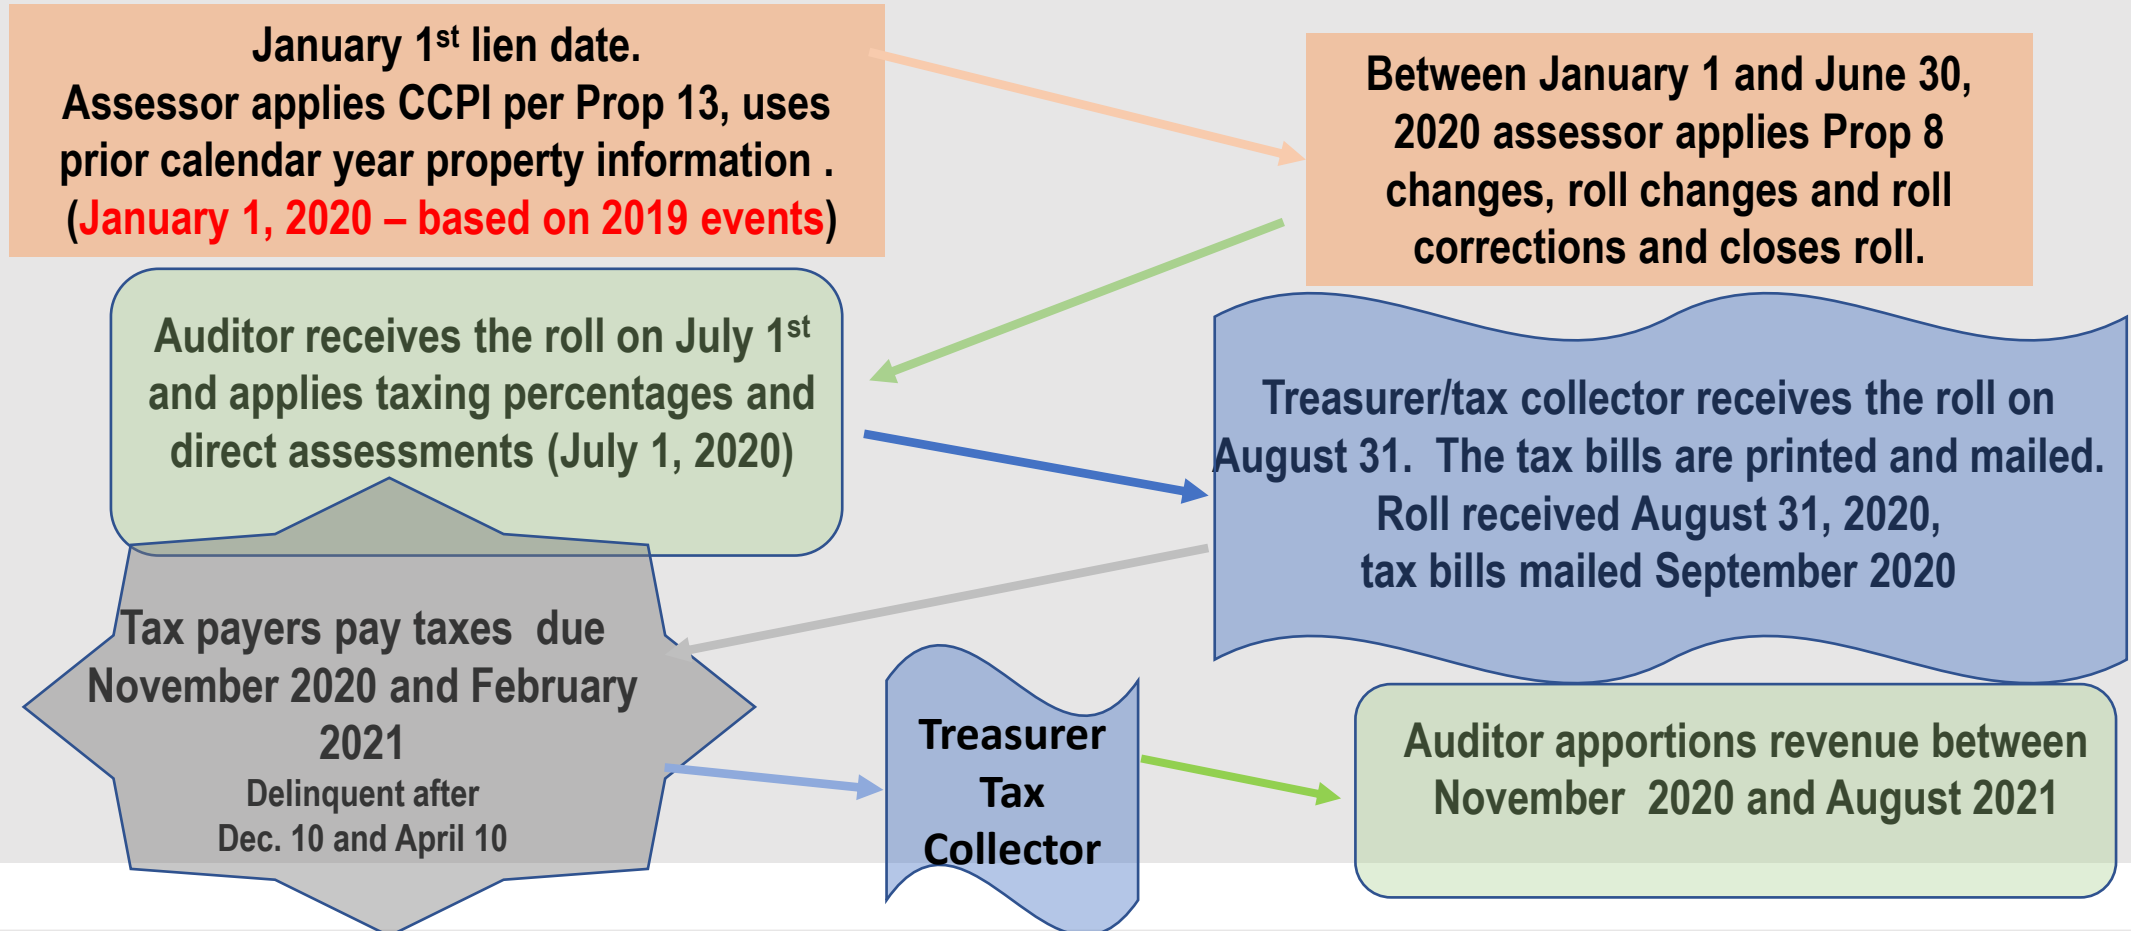 January 1st lien date.
Assessor applies CCPI per Prop 13, uses
prior calendar year property information .
(January 1, 2020 – based on 2019 events)
Between January 1 and June 30,
2020 assessor applies Prop 8
changes, roll changes and roll
corrections and closes roll.
Auditor receives the roll on July 1st
and applies taxing percentages and
direct assessments (July 1, 2020)
Treasurer/tax collector receives the roll on
August 31. The tax bills are printed and mailed.
Roll received August 31, 2020,
tax bills mailed September 2020
Tax payers pay taxes due
November 2020 and February
2021
Delinquent after
Dec. 10 and April 10
Treasurer
Tax
Collector
Auditor apportions revenue between
November 2020 and August 2021